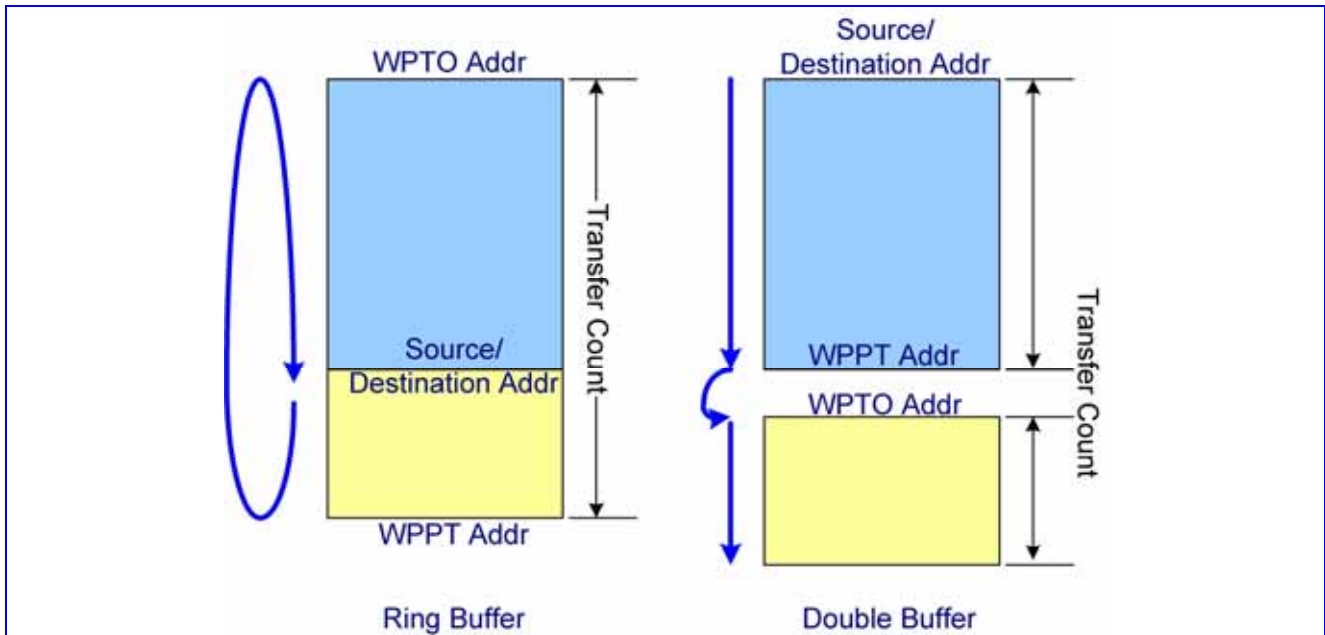 WPTO Addr
Transfer Count
Source/
Destination Addr
WPPT Addr
Ring Buffer
Source/
Destination Addr
WPPT Addr
WPTO Addr
Transfer Count
Double Buffer